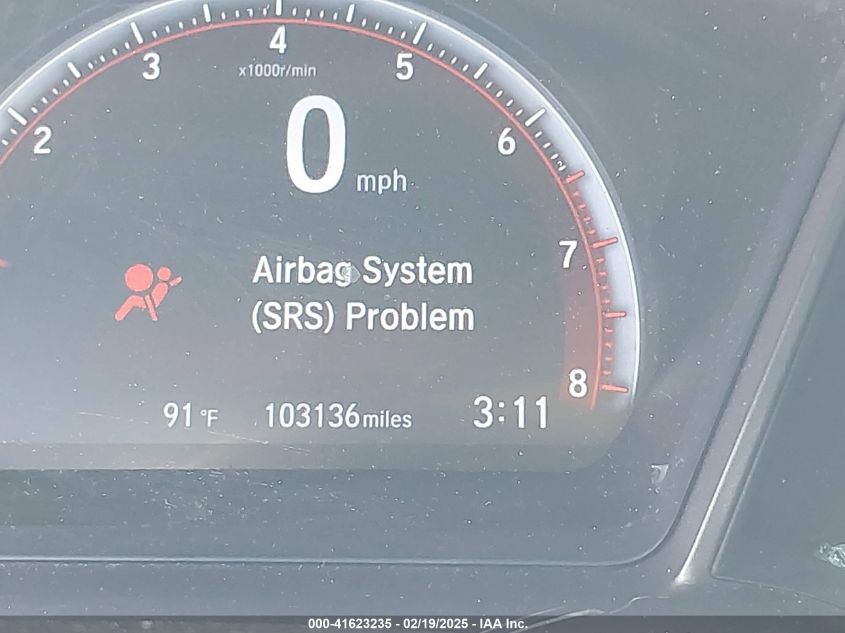 4
3
x1000r/min
5
2
0 mph
6
7
Airbag System
(SRS) Problem
8
91 °F 103136 miles 3:11
000-41623235 - 02/19/2025 - IAA Inc.